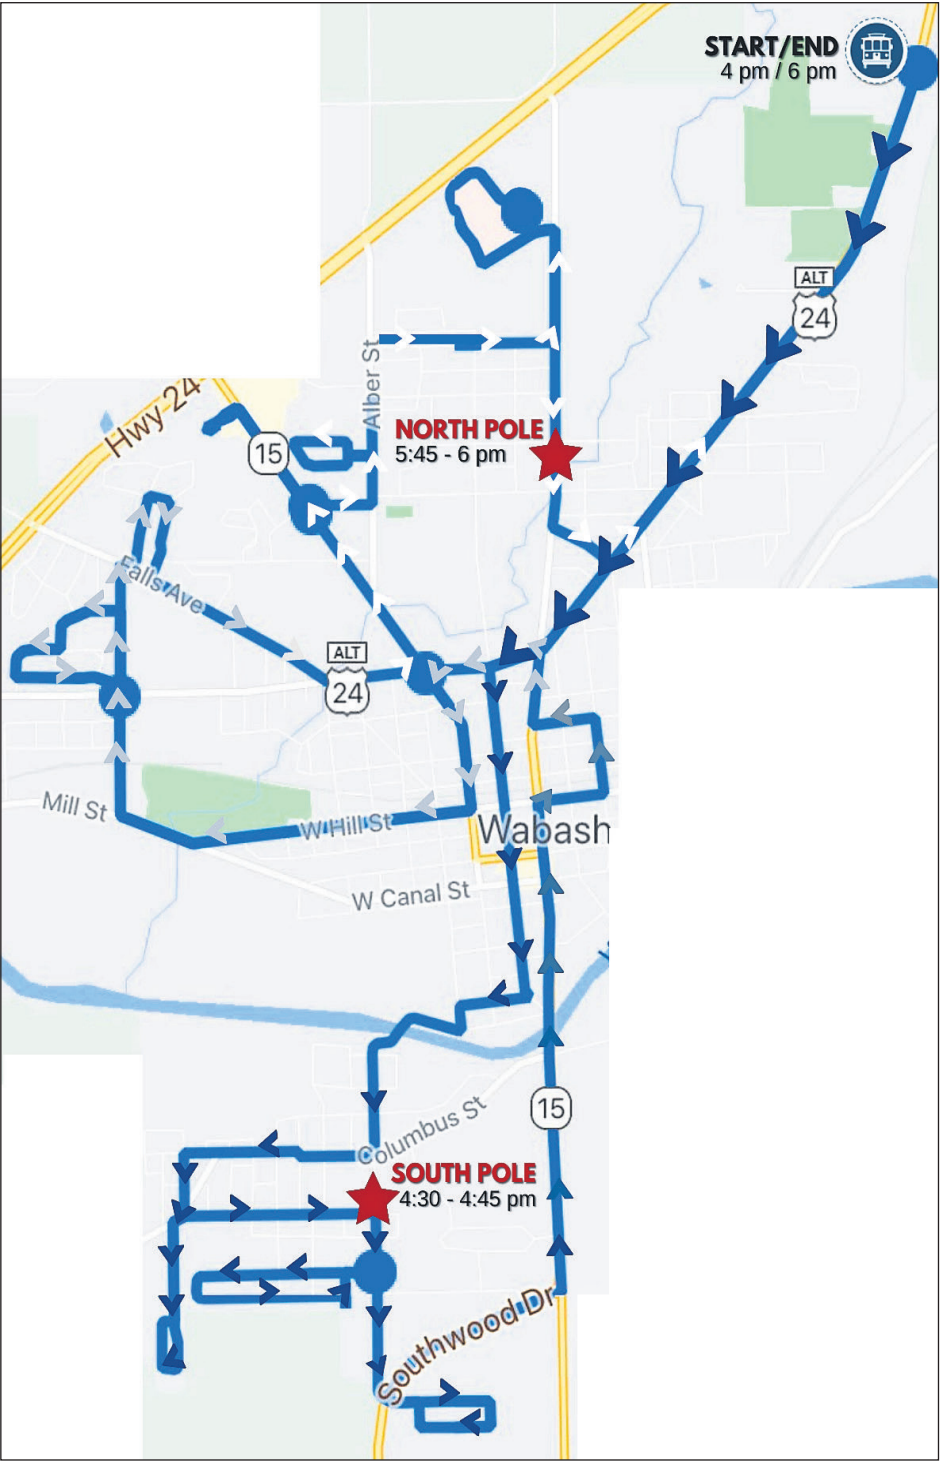 START/END
4 pm / 6 pm
ALT
24
Alber St
Hwy 24
15
NORTH POLE
5:45 - 6 pm
Falls Ave
ALT
24
Mill St
W Hill St
Wabash
W Canal St
15
Columbus St
SOUTH POLE
4:30 - 4:45 pm
Southwood Dr